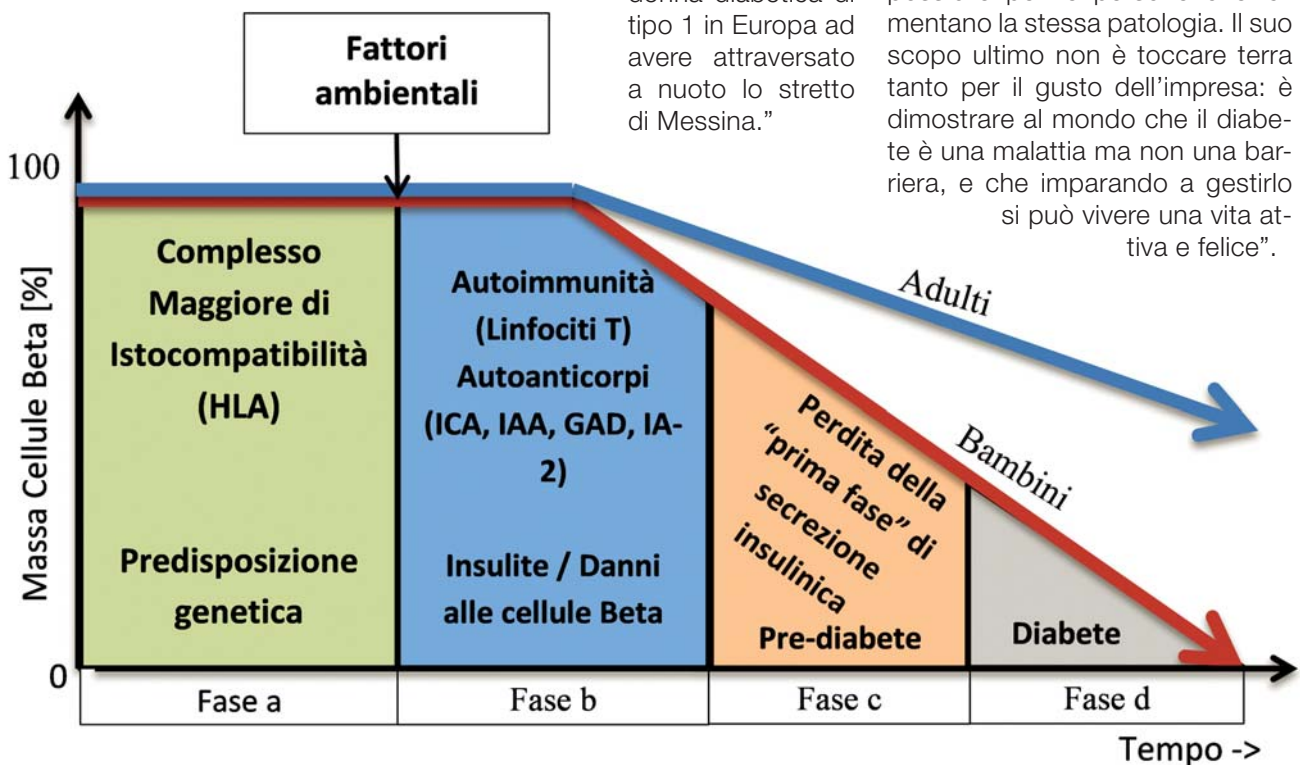 tipo 1 in Europa ad
avere attraversato
a nuoto lo stretto
di Messina.”
mentano la stessa patologia. Il suo
scopo ultimo non è toccare terra
tanto per il gusto dell’impresa: è
dimostrare al mondo che il diabe-
te è una malattia ma non una bar-
riera, e che imparando a gestirlo
si può vivere una vita at-
tiva e felice”.
Fattori
ambientali
100
Massa Cellule Beta [%]
0
Complesso
Maggiore di
Istocompatibilità
(HLA)
Predisposizione
genetica
Autoimmunità
(Linfociti T)
Autoanticorpi
(ICA, IAA, GAD, IA-
2)
Insulite / Danni
alle cellule Beta
Perdita della
“prima fase” di
secrezione
insulinica
Pre-diabete
Diabete
Adulti
Bambini
Fase a
Fase b
Fase c
Fase d
Tempo ->